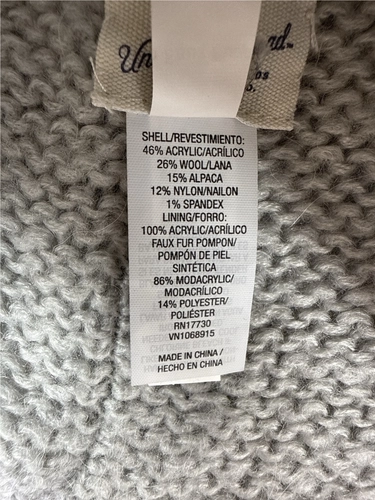 SHELL/REVESTIMIENTO:
46% ACRYLIC/ACRÍLICO
26% WOOL/LANA
15% ALPACA
12% NYLON/NAILON
1% SPANDEX
LINING/FORRO:
100% ACRYLIC/ACRÍLICO
FAUX FUR POMPON/
POMPÓN DE PIEL
SINTÉTICA
86% MODACRYLIC/
MODACRÍLICO
14% POLYESTER/
POLIÉSTER
RN17730
VN1068915
MADE IN CHINA /
HECHO EN CHINA